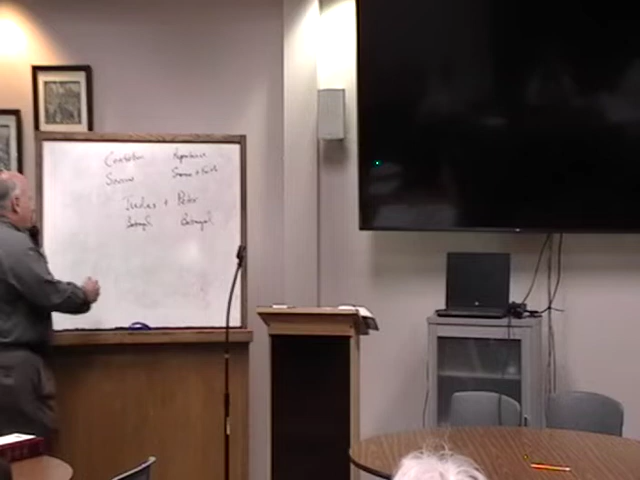 Contrition Repentance
Sorrow Sorrow + Faith
Judas + Peter
Betrayal Betrayal